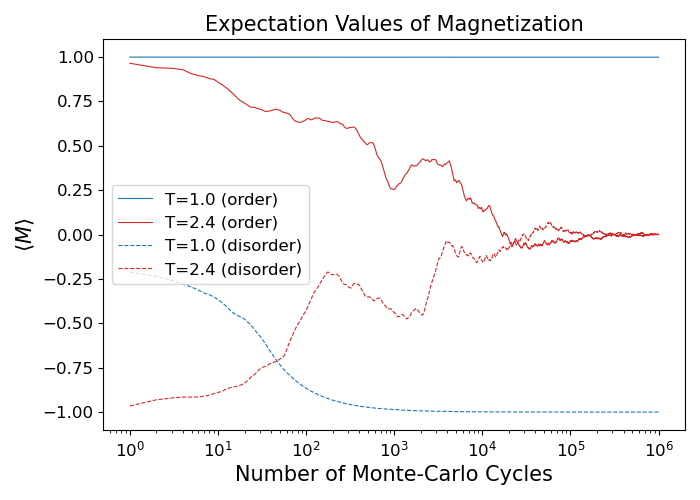 Expectation Values of Magnetization
1.00
0.75
0.50
0.25
0.00
−0.25
−0.50
−0.75
−1.00
⟨M⟩
T=1.0 (order)
T=2.4 (order)
T=1.0 (disorder)
T=2.4 (disorder)
10⁰ 10¹ 10² 10³ 10⁴ 10⁵ 10⁶
Number of Monte-Carlo Cycles